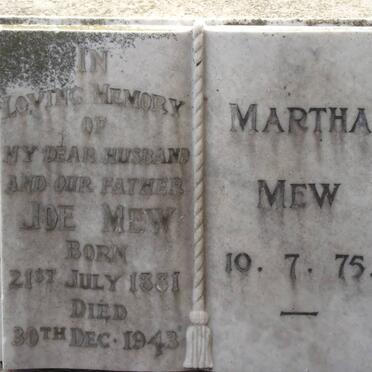 IN
LOVING MEMORY
OF
MY DEAR HUSBAND
AND OUR FATHER
JOE MEW
BORN
21ST JULY 1881
DIED
30TH DEC. 1943
MARTHA
MEW
10. 7. 75.